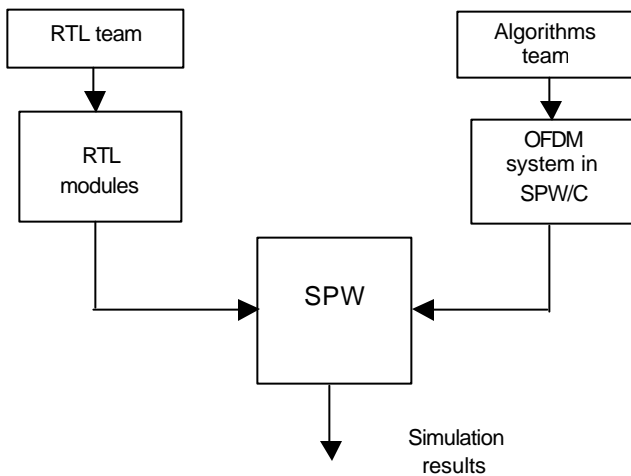 RTL team
Algorithms
team
RTL
modules
OFDM
system in
SPW/C
SPW
Simulation
results